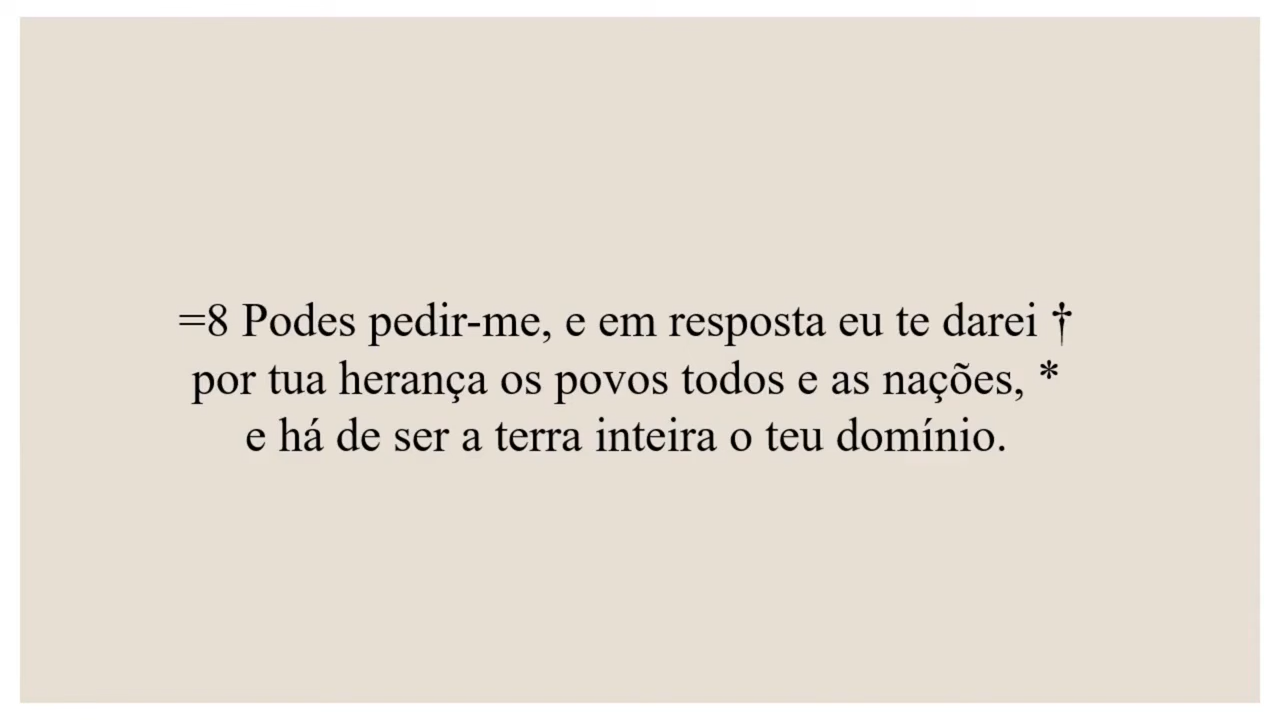 =8 Podes pedir-me, e em resposta eu te darei †
por tua herança os povos todos e as nações, *
e há de ser a terra inteira o teu domínio.